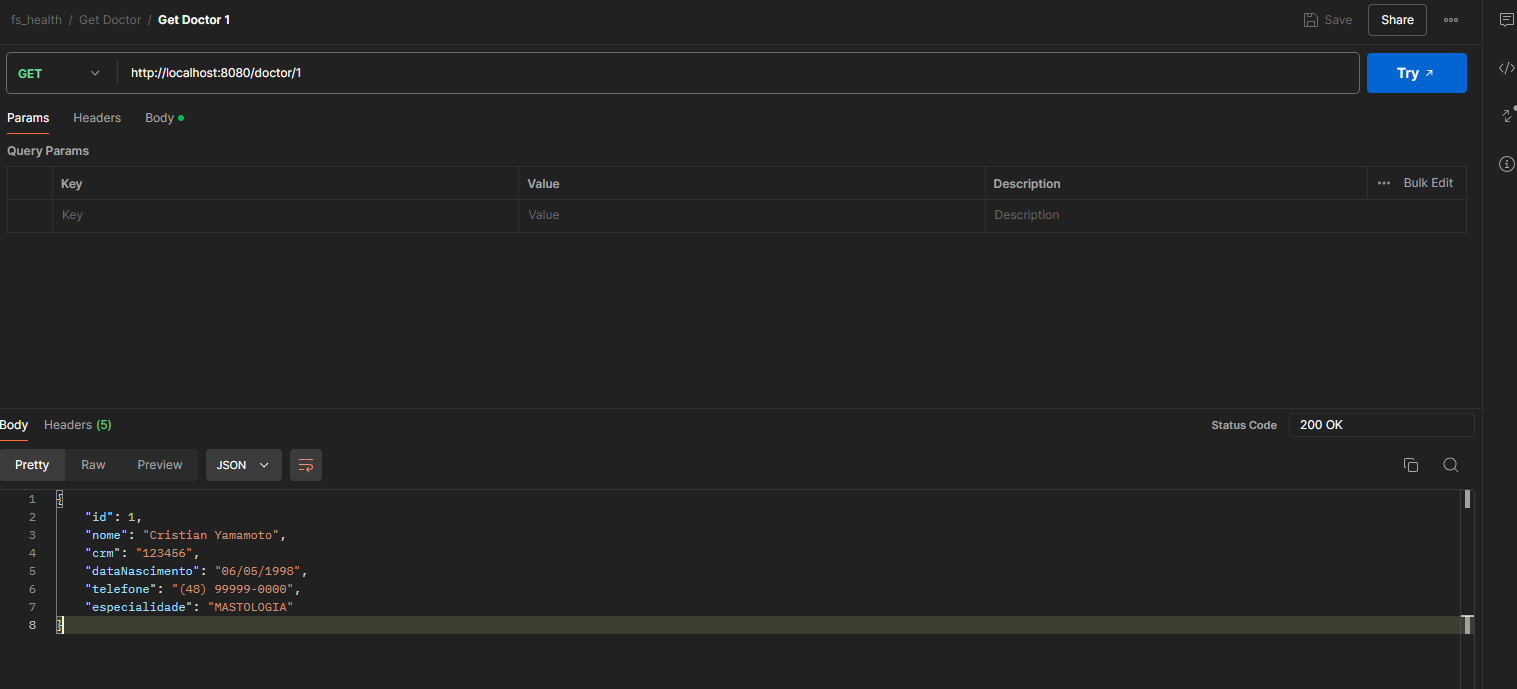 fs_health / Get Doctor / Get Doctor 1
Save Share
GET http://localhost:8080/doctor/1 Try
Params Headers Body
Query Params
Key Value Description Bulk Edit
Key Value Description
Body Headers (5) Status Code 200 OK
Pretty Raw Preview JSON
1 {
2 "id": 1,
3 "nome": "Cristian Yamamoto",
4 "crm": "123456",
5 "dataNascimento": "06/05/1998",
6 "telefone": "(48) 99999-0000",
7 "especialidade": "MASTOLOGIA"
8 }